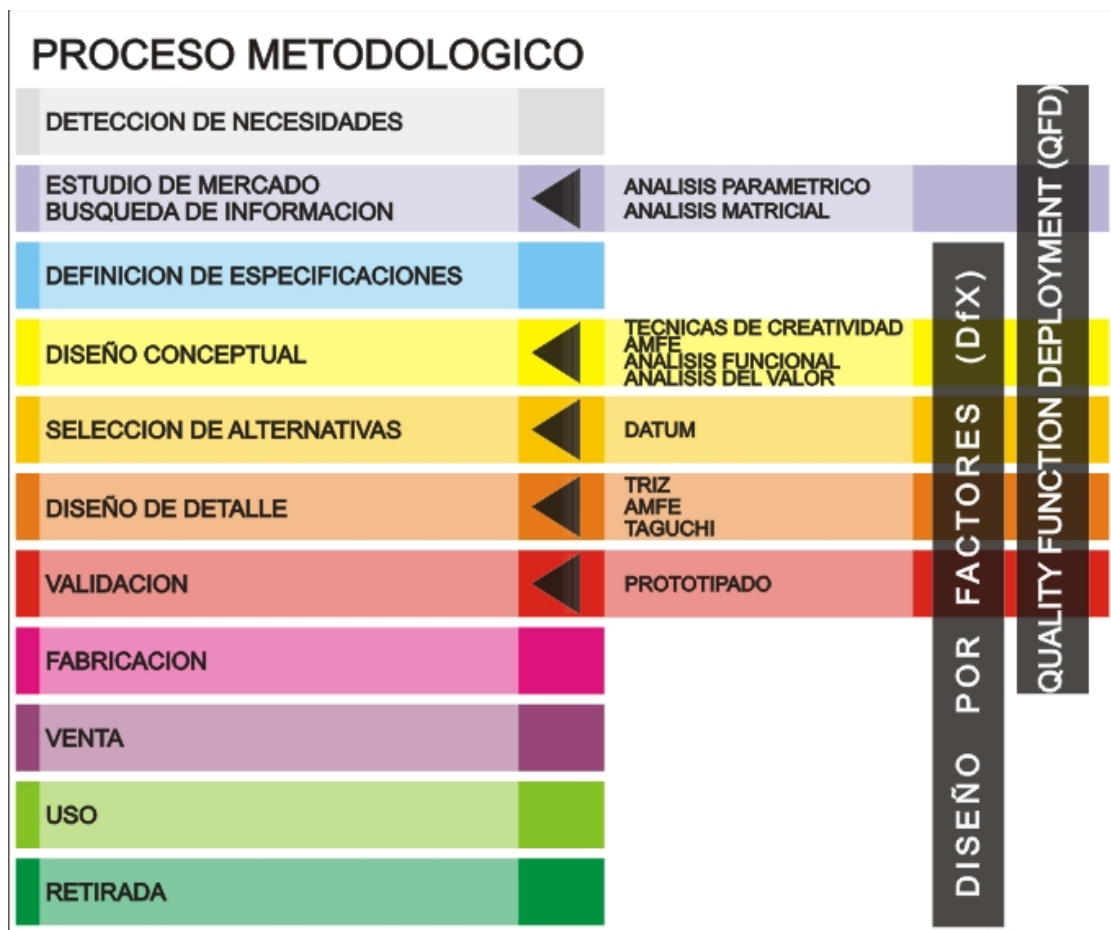 PROCESO METODOLOGICO
DETECCION DE NECESIDADES
ESTUDIO DE MERCADO
BUSQUEDA DE INFORMACION
ANALISIS PARAMETRICO
ANALISIS MATRICIAL
DEFINICION DE ESPECIFICACIONES
DISEÑO CONCEPTUAL
TECNICAS DE CREATIVIDAD
AMFE
ANALISIS FUNCIONAL
ANALISIS DEL VALOR
SELECCION DE ALTERNATIVAS
DATUM
DISEÑO DE DETALLE
TRIZ
AMFE
TAGUCHI
VALIDACION
PROTOTIPADO
FABRICACION
VENTA
USO
RETIRADA
DISEÑO POR FACTORES (DfX)
QUALITY FUNCTION DEPLOYMENT (QFD)